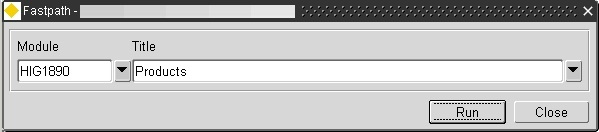 Fastpath -
Module Title
HIG1890 Products
Run Close